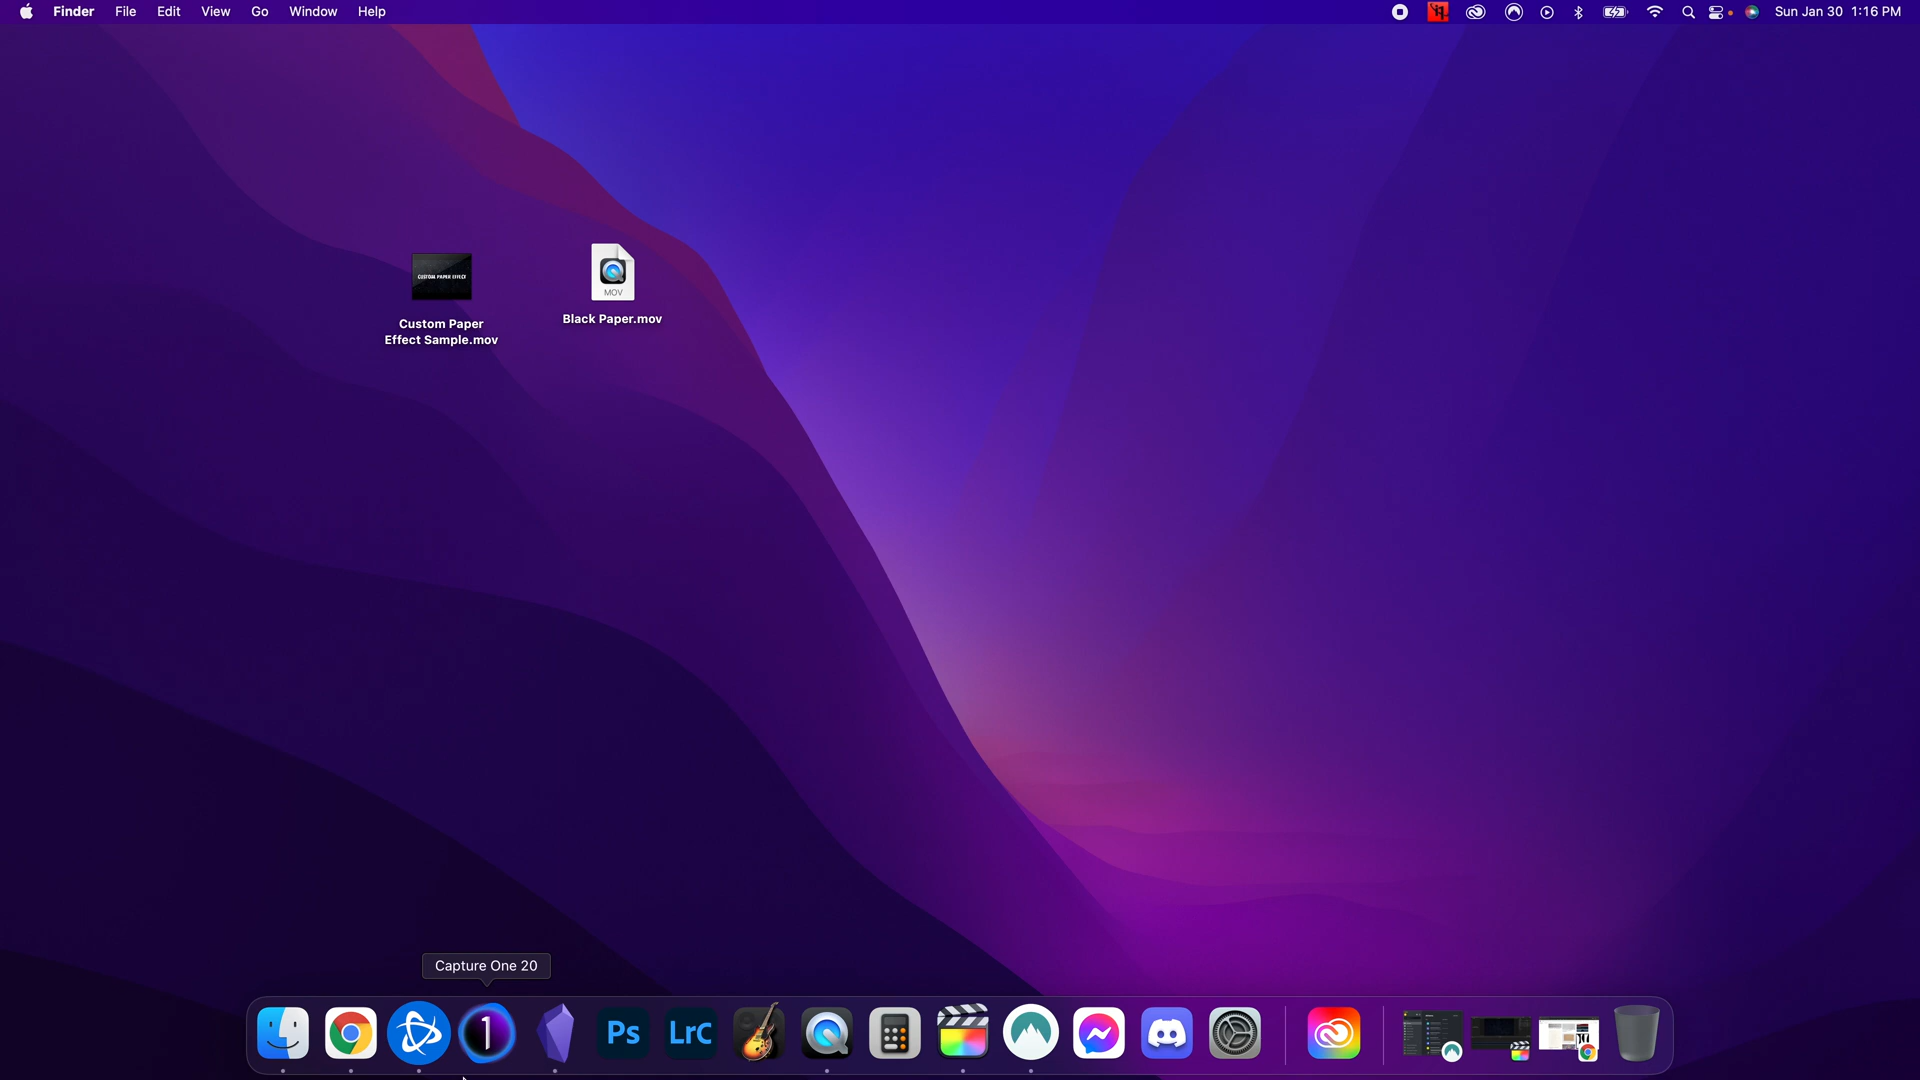 Finder File Edit View Go Window Help Sun Jan 30 1:16 PM
CUSTOM PAPER EFFECT
MOV
Custom Paper
Effect Sample.mov
Black Paper.mov
Capture One 20
1
Ps
LrC